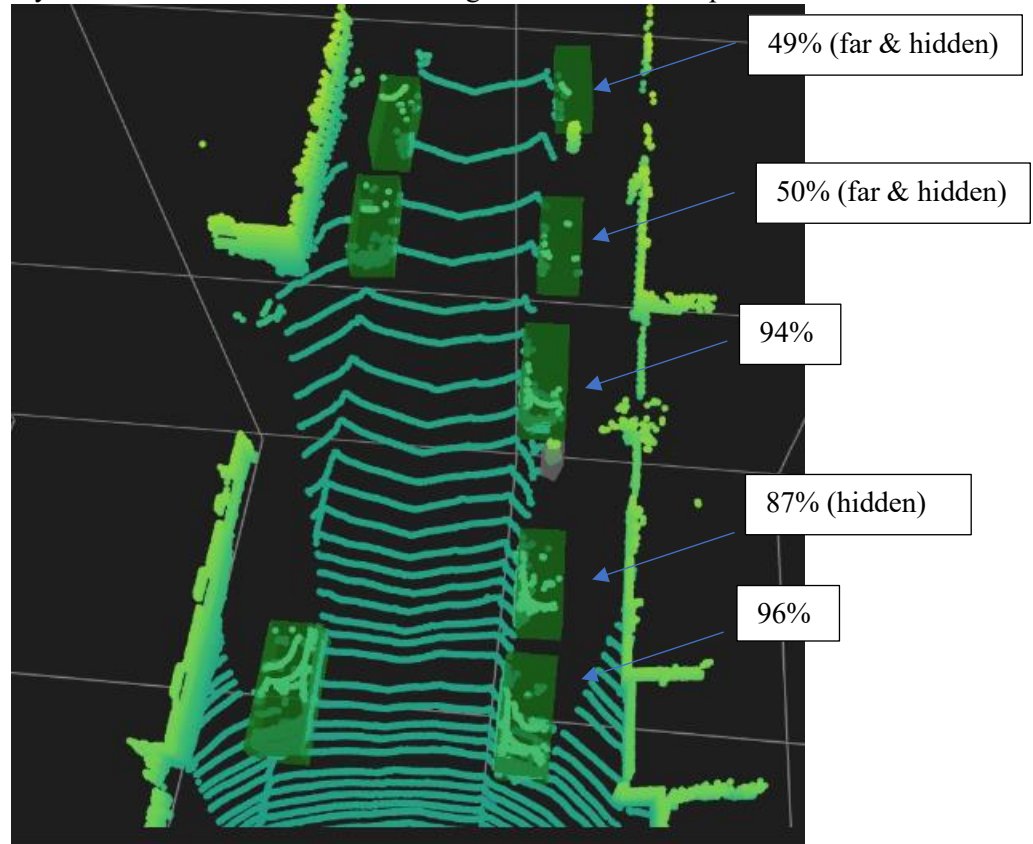 49% (far & hidden)
50% (far & hidden)
94%
87% (hidden)
96%